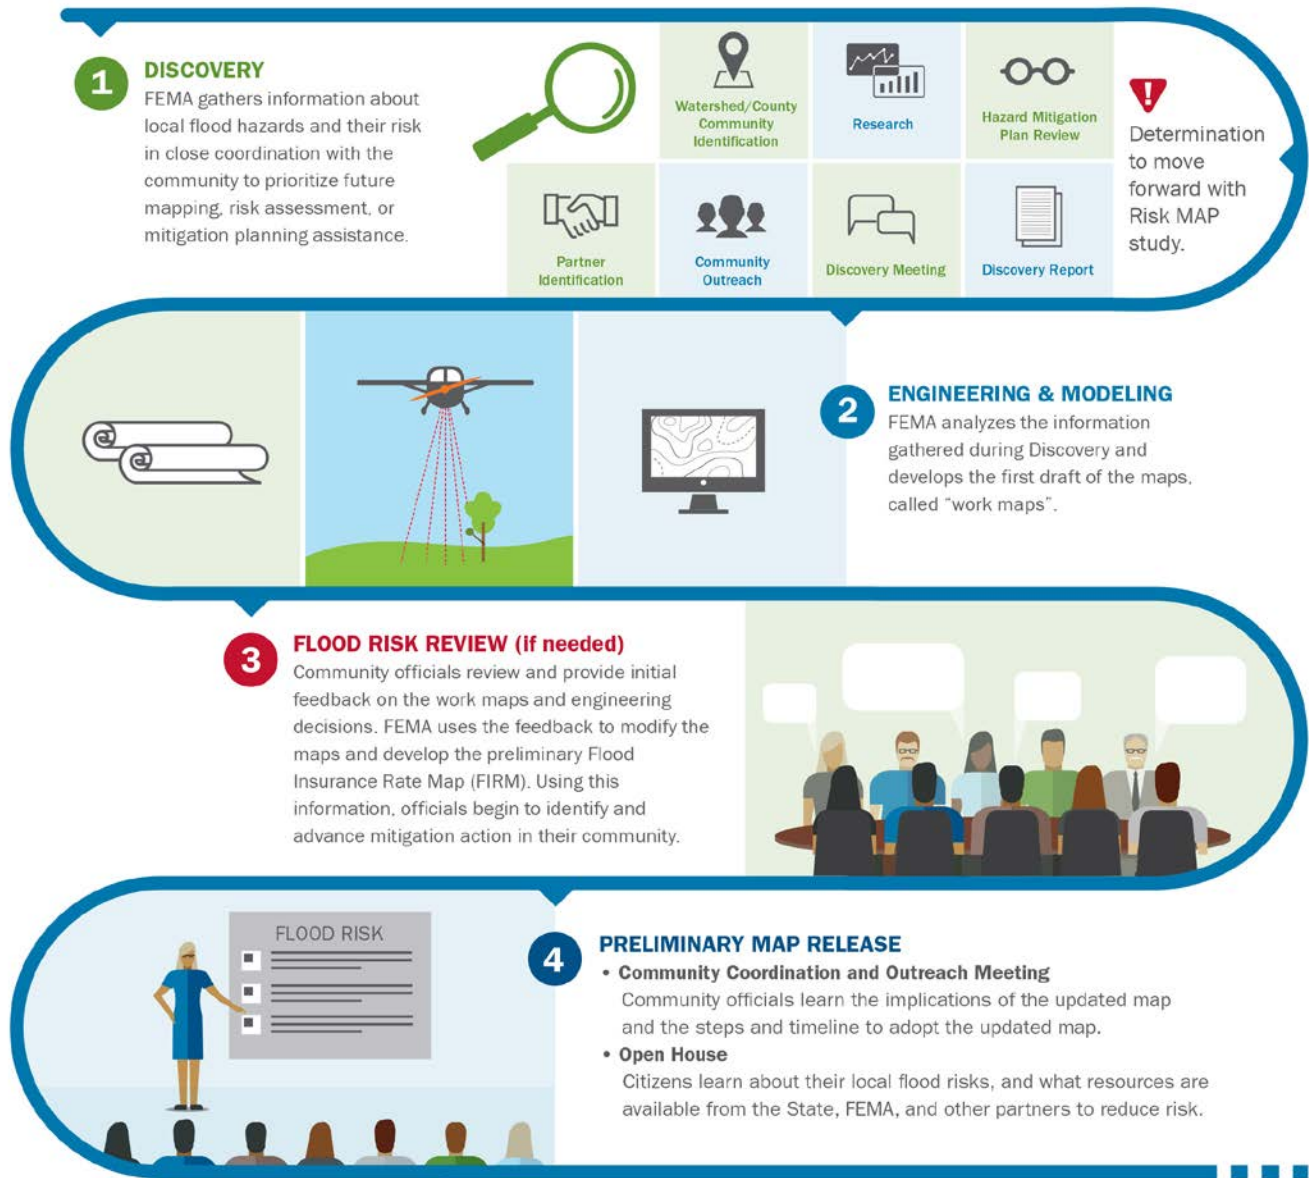 1
DISCOVERY
FEMA gathers information about
local flood hazards and their risk
in close coordination with the
community to prioritize future
mapping, risk assessment, or
mitigation planning assistance.
Watershed/County
Community
Identification
Research
Hazard Mitigation
Plan Review
Partner
Identification
Community
Outreach
Discovery Meeting
Discovery Report
!
Determination
to move
forward with
Risk MAP
study.
2
ENGINEERING & MODELING
FEMA analyzes the information
gathered during Discovery and
develops the first draft of the maps,
called “work maps”.
3
FLOOD RISK REVIEW (if needed)
Community officials review and provide initial
feedback on the work maps and engineering
decisions. FEMA uses the feedback to modify the
maps and develop the preliminary Flood
Insurance Rate Map (FIRM). Using this
information, officials begin to identify and
advance mitigation action in their community.
FLOOD RISK
4
PRELIMINARY MAP RELEASE
• Community Coordination and Outreach Meeting
Community officials learn the implications of the updated map
and the steps and timeline to adopt the updated map.
• Open House
Citizens learn about their local flood risks, and what resources are
available from the State, FEMA, and other partners to reduce risk.